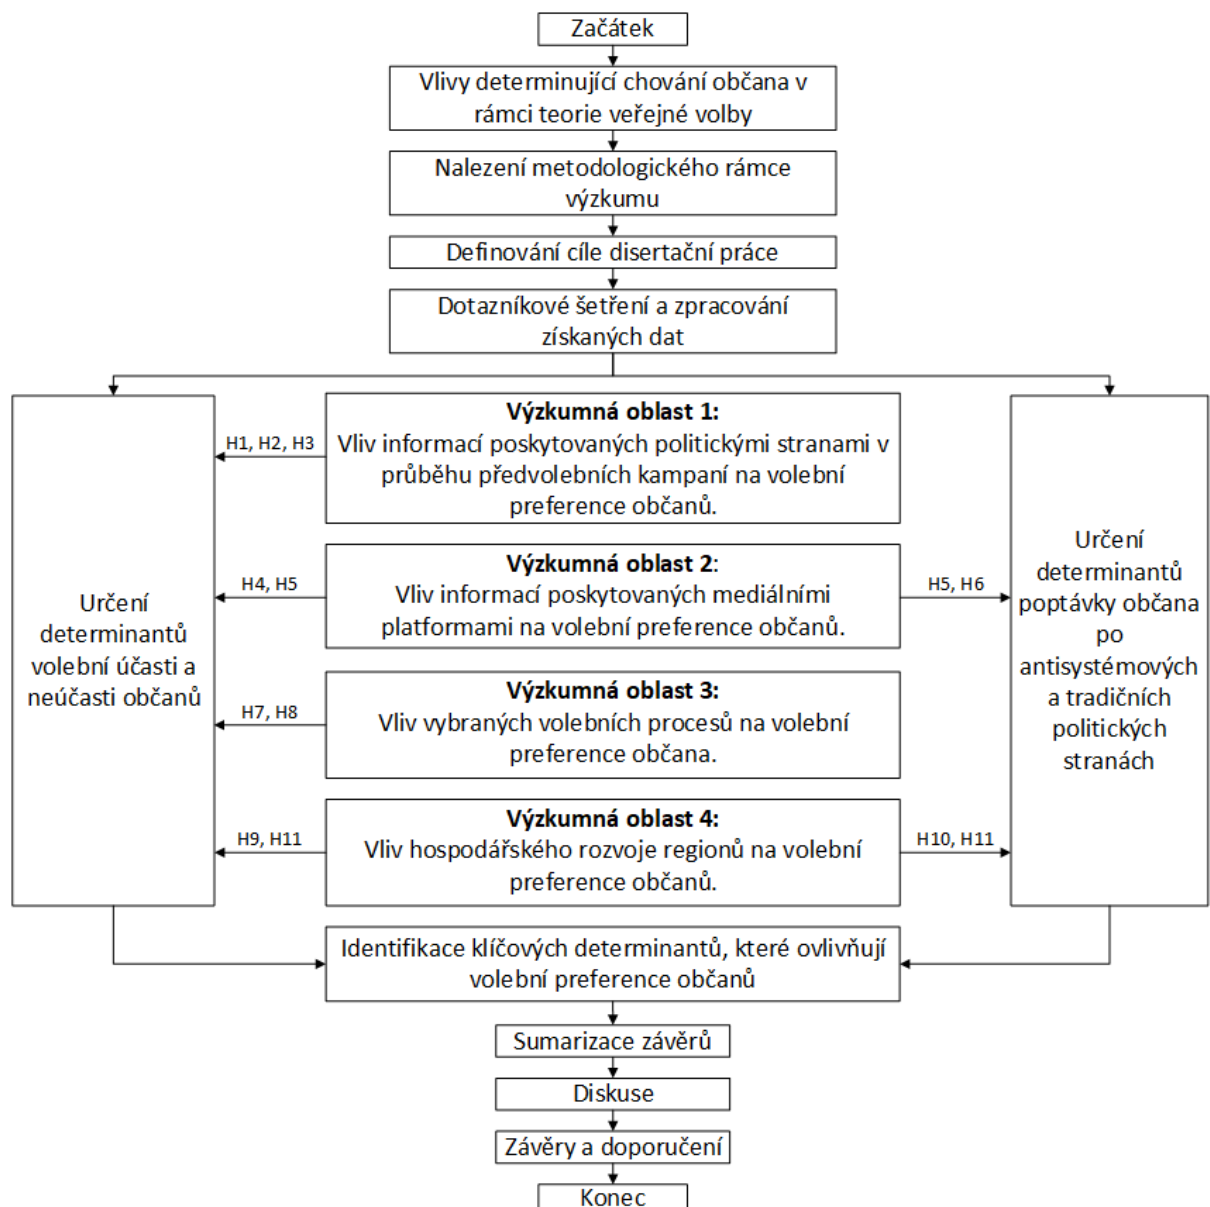 Začátek
Vlivy determinující chování občana v
rámci teorie veřejné volby
Nalezení metodologického rámce
výzkumu
Definování cíle disertační práce
Dotazníkové šetření a zpracování
získaných dat
Určení
determinantů
volební účasti a
neúčasti občanů
H1, H2, H3
Výzkumná oblast 1:
Vliv informací poskytovaných politickými stranami v
průběhu předvolebních kampaní na volební
preference občanů.
H4, H5
Výzkumná oblast 2:
Vliv informací poskytovaných mediálními
platformami na volební preference občanů.
H5, H6
H7, H8
Výzkumná oblast 3:
Vliv vybraných volebních procesů na volební
preference občana.
H9, H11
Výzkumná oblast 4:
Vliv hospodářského rozvoje regionů na volební
preference občanů.
H10, H11
Určení
determinantů
poptávky občana
po
antisystémových
a tradičních
politických
stranách
Identifikace klíčových determinantů, které ovlivňují
volební preference občanů
Sumarizace závěrů
Diskuse
Závěry a doporučení
Konec